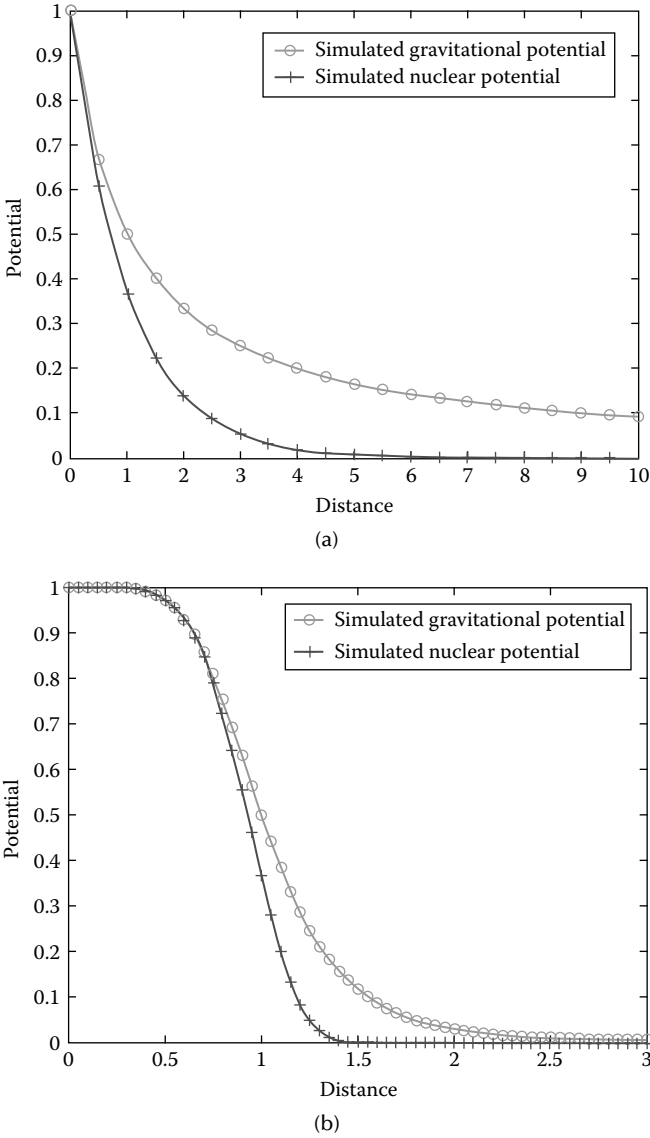 1
0.9
0.8
0.7
0.6
0.5
0.4
0.3
0.2
0.1
0
Potential
Simulated gravitational potential
Simulated nuclear potential
0 1 2 3 4 5 6 7 8 9 10
Distance
(a)
1
0.9
0.8
0.7
0.6
0.5
0.4
0.3
0.2
0.1
0
Potential
Simulated gravitational potential
Simulated nuclear potential
0 0.5 1 1.5 2 2.5 3
Distance
(b)